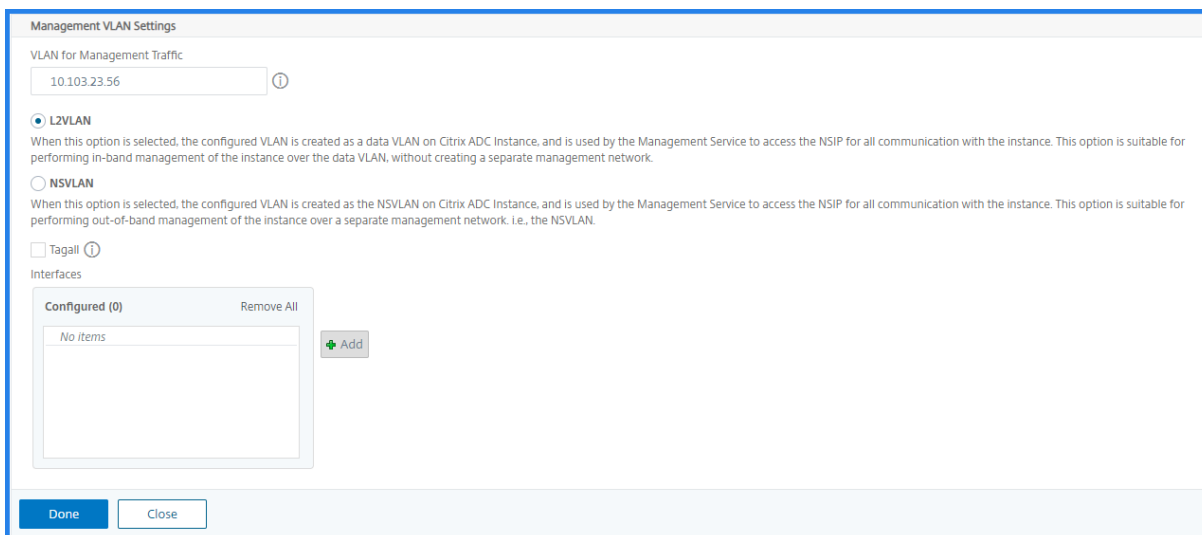 Management VLAN Settings
VLAN for Management Traffic
10.103.23.56
L2VLAN
When this option is selected, the configured VLAN is created as a data VLAN on Citrix ADC Instance, and is used by the Management Service to access the NSIP for all communication with the instance. This option is suitable for
performing in-band management of the instance over the data VLAN, without creating a separate management network.
NSVLAN
When this option is selected, the configured VLAN is created as the NSVLAN on Citrix ADC Instance, and is used by the Management Service to access the NSIP for all communication with the instance. This option is suitable for
performing out-of-band management of the instance over a separate management network. i.e., the NSVLAN.
Tagall
Interfaces
Configured (0) Remove All
No items
Add
Done Close